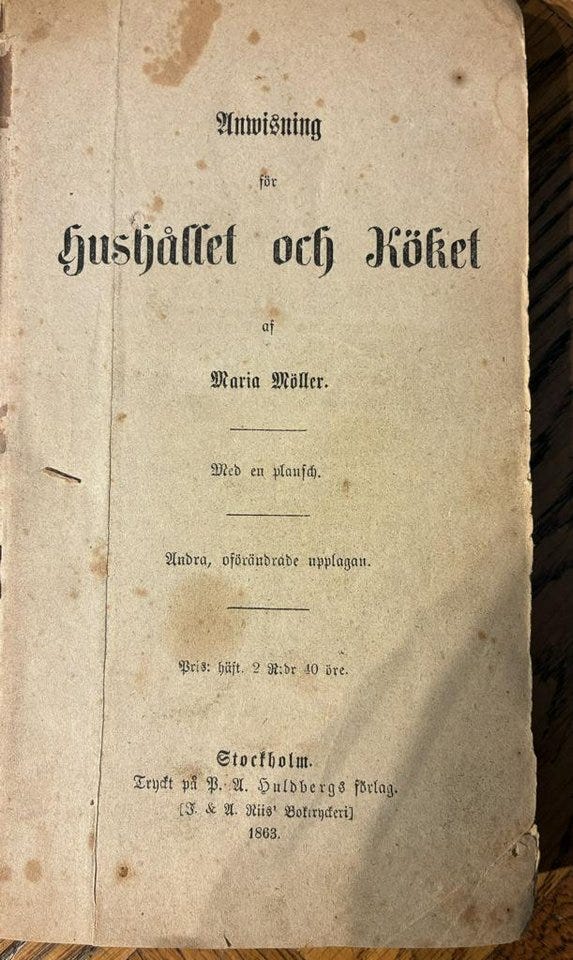 Anwisning
för
Hushållet och Köket
af
Maria Möller.
Med en plansch.
Andra, oförändrade upplagan.
Pris: häft. 2 R:dr 40 öre.
Stockholm.
Tryckt på P. A. Huldbergs förlag.
[J. & A. Riis' Boktryckeri]
1863.